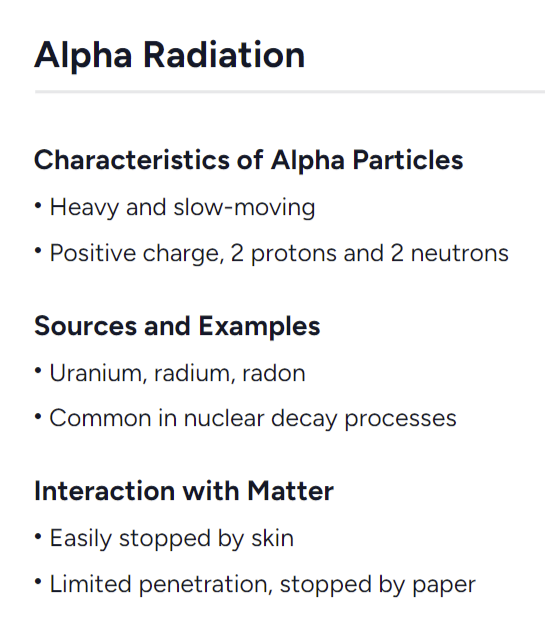 Alpha Radiation
Characteristics of Alpha Particles
• Heavy and slow-moving
• Positive charge, 2 protons and 2 neutrons
Sources and Examples
• Uranium, radium, radon
• Common in nuclear decay processes
Interaction with Matter
• Easily stopped by skin
• Limited penetration, stopped by paper